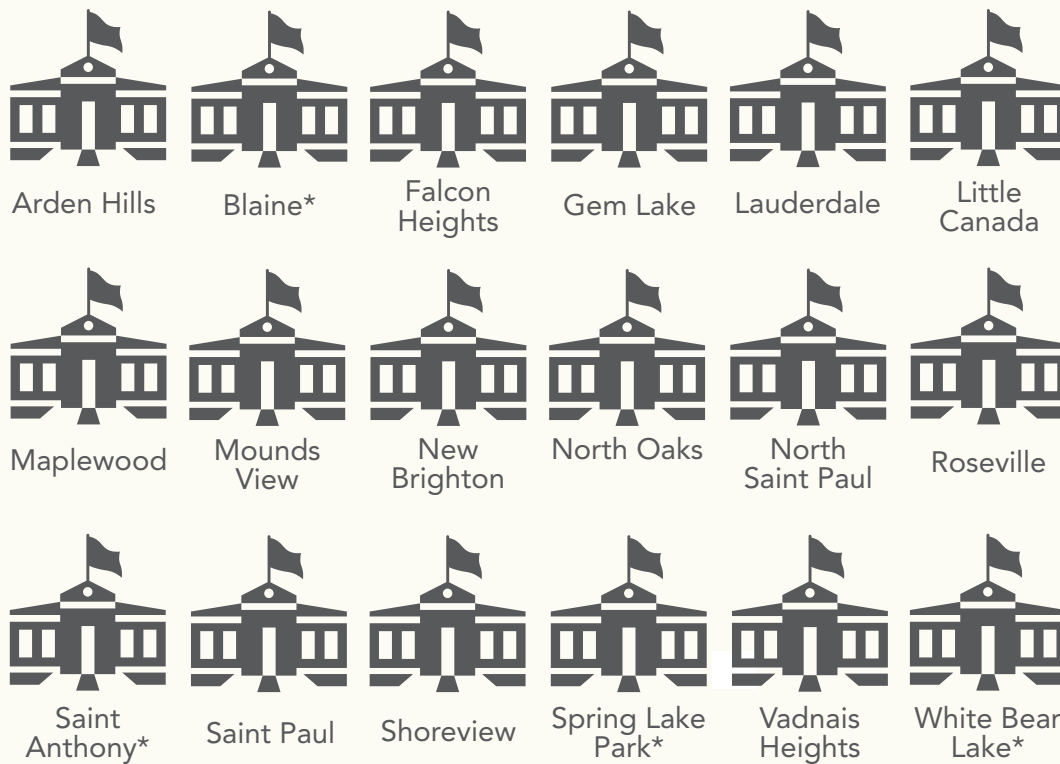 Arden Hills
Blaine*
Falcon
Heights
Gem Lake
Lauderdale
Little
Canada
Maplewood
Mounds
View
New
Brighton
North Oaks
North
Saint Paul
Roseville
Saint
Anthony*
Saint Paul
Shoreview
Spring Lake
Park*
Vadnais
Heights
White Bear
Lake*